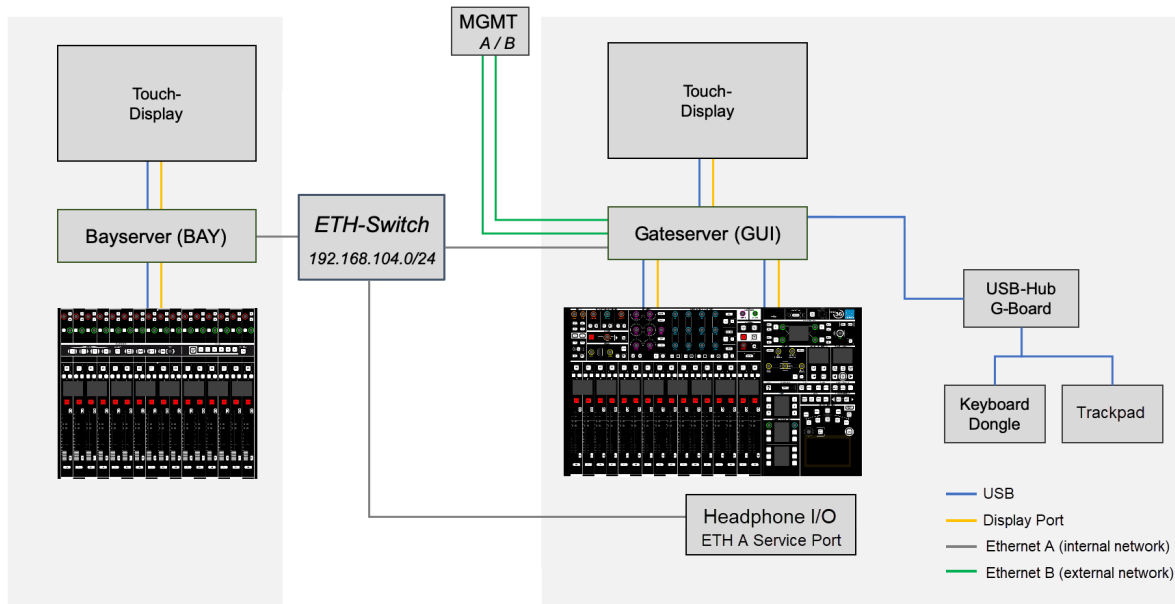 MGMT
A / B
Touch-
Display
Touch-
Display
Bayserver (BAY)
ETH-Switch
192.168.104.0/24
Gateserver (GUI)
USB-Hub
G-Board
Keyboard
Dongle
Trackpad
Headphone I/O
ETH A Service Port
USB
Display Port
Ethernet A (internal network)
Ethernet B (external network)